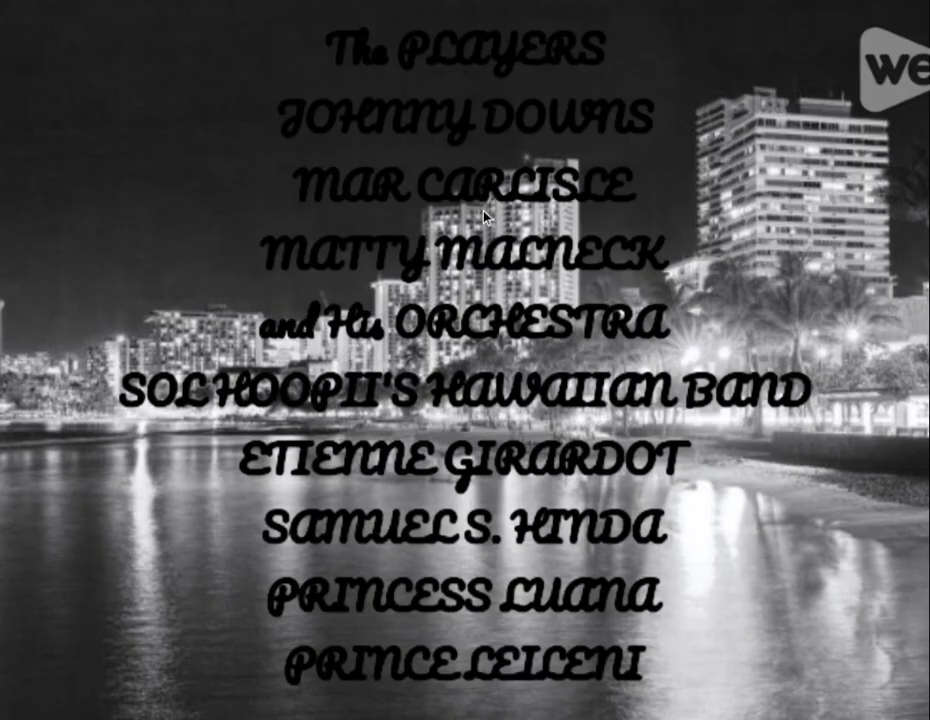 The PLAYERS
we
JOHNNY DOWNS
MAR CARLISLE
MATTY MALNECK
and His ORCHESTRA
SOL HOOPII'S HAWAIIAN BAND
ETIENNE GIRARDOT
SAMUEL S. HINDA
PRINCESS LUANA
PRINCE LEILENI